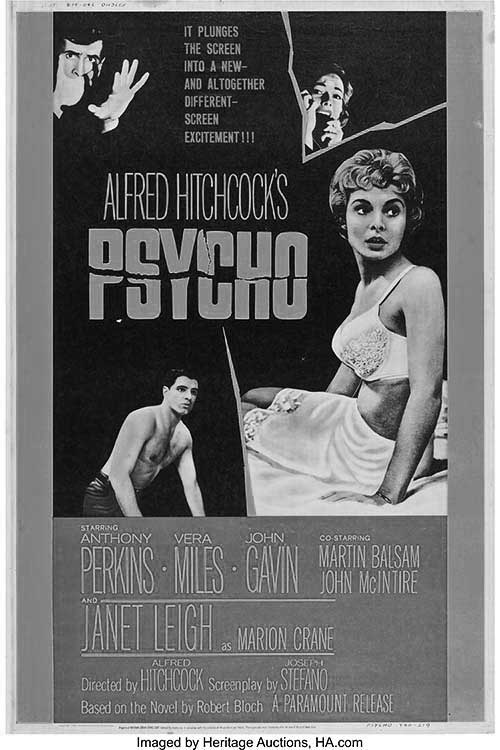 IT PLUNGES
THE SCREEN
INTO A NEW—
AND ALTOGETHER
DIFFERENT—
SCREEN
EXCITEMENT!!!
ALFRED HITCHCOCK'S
PSYCHO
STARRING
ANTHONY PERKINS · VERA MILES · JOHN GAVIN
CO-STARRING
MARTIN BALSAM
JOHN McINTIRE
AND
JANET LEIGH as MARION CRANE
Directed by ALFRED HITCHCOCK Screenplay by JOSEPH STEFANO
Based on the Novel by Robert Bloch A PARAMOUNT RELEASE
Imaged by Heritage Auctions, HA.com